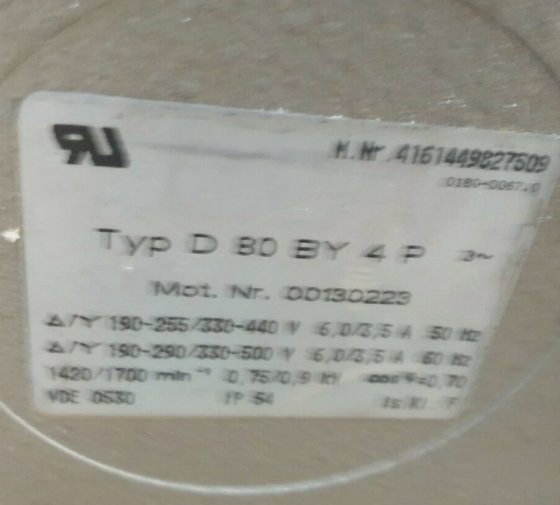 RU
M.Nr. 4161449827509
0180-0067.0
Typ D 80 BY 4 P 3~
Mot. Nr. 00130223
Δ/Y 190-255/330-440 V 6,0/3,5 A 50 Hz
Δ/Y 190-290/330-500 V 6,0/3,5 A 60 Hz
1420/1700 min⁻¹ 0,75/0,9 KW cosφ=0,70
VDE 0530 IP 54 Is.Kl. F